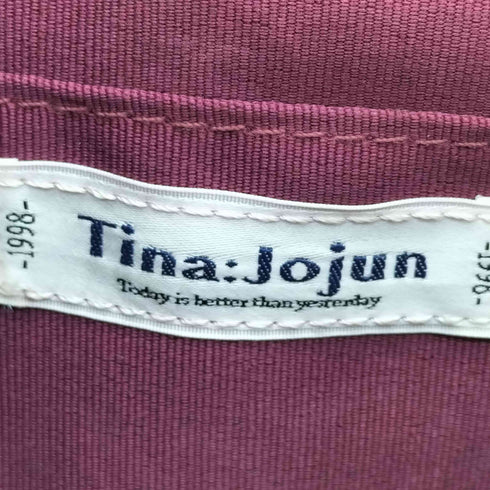 -1998-
Tina:Jojun
Today is better than yesterday
-1998-